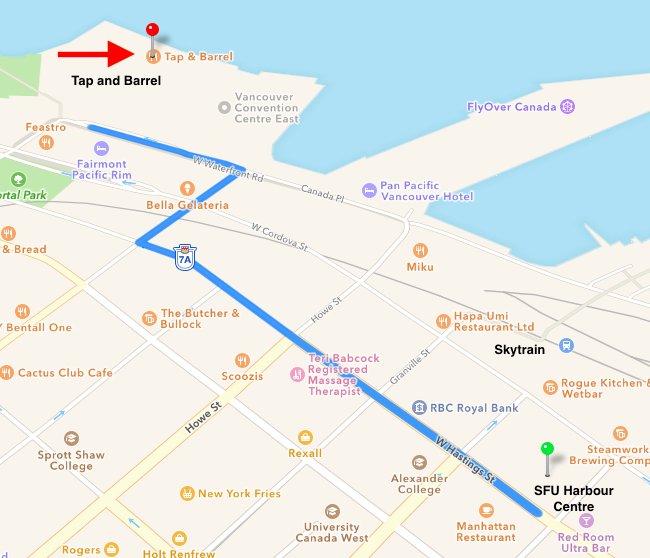 Tap & Barrel
Tap and Barrel
Vancouver
Convention
Centre East
FlyOver Canada
Feastro
W Waterfront Rd
Fairmont
Pacific Rim
Canada Pl
Pan Pacific
Vancouver Hotel
ortal Park
Bella Gelateria
W Cordova St
& Bread
7A
Miku
Howe St
The Butcher &
Bullock
Hapa Umi
Restaurant Ltd
Y Bentall One
Skytrain
Teri Babcock
Registered
Massage
Therapist
Granville St
Scoozis
Cactus Club Cafe
Rogue Kitchen &
Wetbar
RBC Royal Bank
Howe St
W Hastings St
Sprott Shaw
College
Rexall
Steamwork
Brewing Comp
Alexander
College
SFU Harbour
Centre
New York Fries
University
Canada West
Manhattan
Restaurant
Red Room
Ultra Bar
Rogers
Holt Renfrew